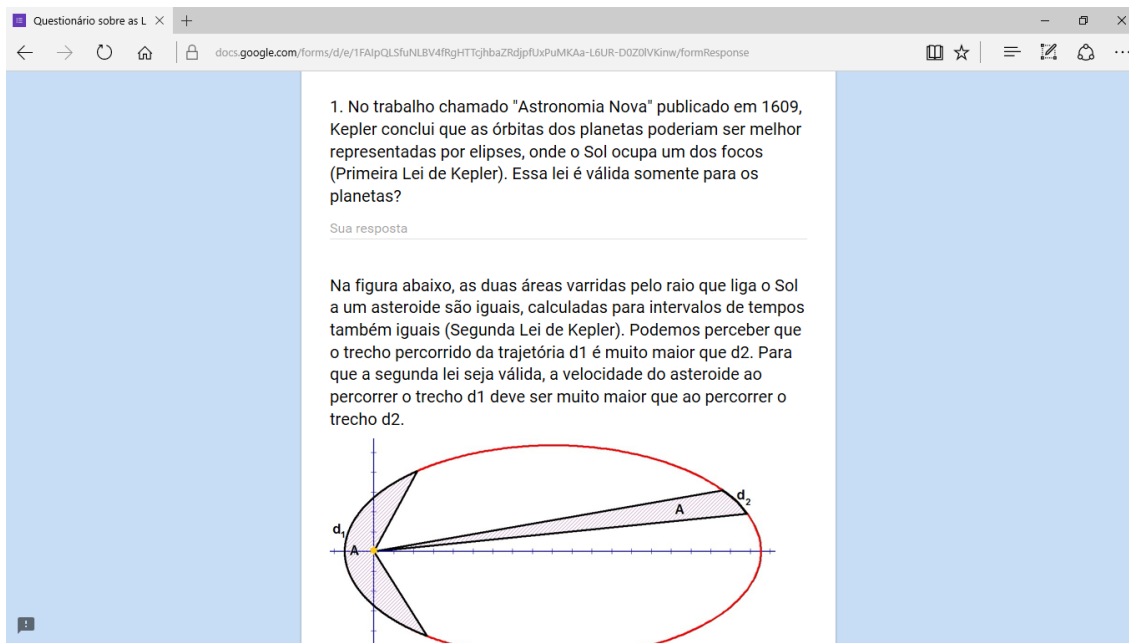 Questionário sobre as L
docs.google.com/forms/d/e/1FAIpQLSfuNLBV4fRgHTTcjhbaZRdjpfUxPuMKAa-L6UR-D0Z0lVKinw/formResponse
1. No trabalho chamado "Astronomia Nova" publicado em 1609,
Kepler conclui que as órbitas dos planetas poderiam ser melhor
representadas por elipses, onde o Sol ocupa um dos focos
(Primeira Lei de Kepler). Essa lei é válida somente para os
planetas?
Sua resposta
Na figura abaixo, as duas áreas varridas pelo raio que liga o Sol
a um asteroide são iguais, calculadas para intervalos de tempos
também iguais (Segunda Lei de Kepler). Podemos perceber que
o trecho percorrido da trajetória d1 é muito maior que d2. Para
que a segunda lei seja válida, a velocidade do asteroide ao
percorrer o trecho d1 deve ser muito maior que ao percorrer o
trecho d2.
d2
A
d1
A